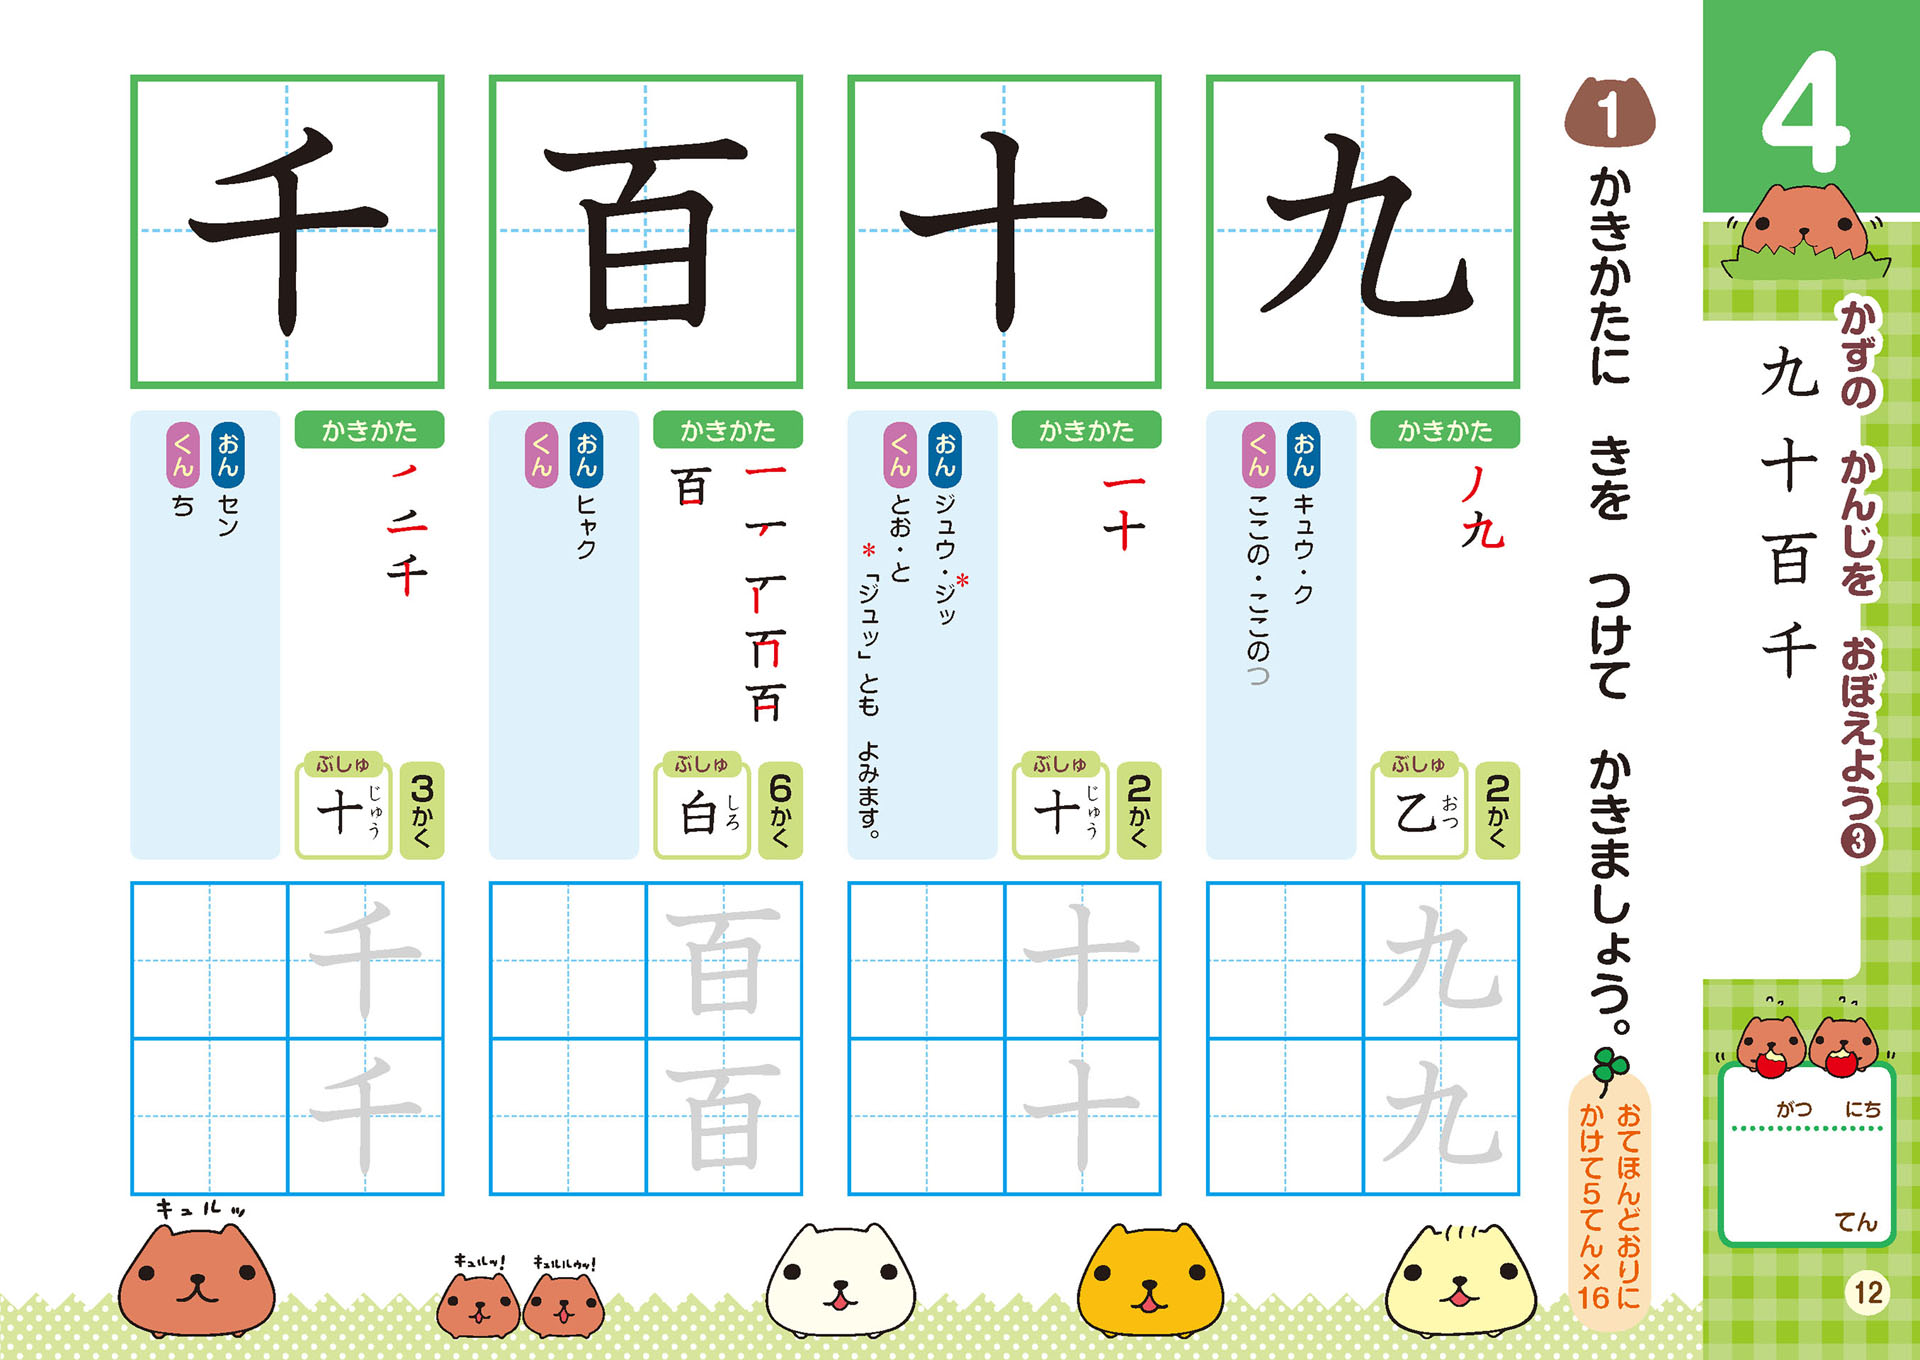 4
かずの かんじを おぼえよう❸
九 十 百 千
がつ にち
てん
12
1
かきかたに きを つけて かきましょう。
おてほんどおりに
かけて5てん×16
九
かきかた
ノ 九
2かく
ぶしゅ
乙 おつ
おん キュウ・ク
くん ここの・ここのつ
九
九
十
かきかた
一 十
2かく
ぶしゅ
十 じゅう
おん ジュウ・ジッ*
くん とお・と
*「ジュッ」とも よみます。
十
十
百
かきかた
百
6かく
ぶしゅ
白 しろ
おん ヒャク
くん
百
百
千
かきかた
千
3かく
ぶしゅ
十 じゅう
おん セン
くん ち
千
千
キュルッ
キュルッ!
キュルルゥッ!